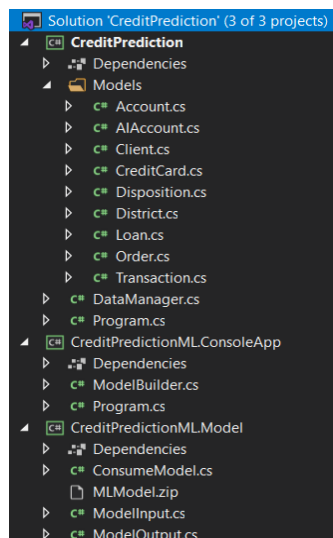 Solution 'CreditPrediction' (3 of 3 projects)
C# CreditPrediction
Dependencies
Models
C# Account.cs
C# AIAccount.cs
C# Client.cs
C# CreditCard.cs
C# Disposition.cs
C# District.cs
C# Loan.cs
C# Order.cs
C# Transaction.cs
C# DataManager.cs
C# Program.cs
C# CreditPredictionML.ConsoleApp
Dependencies
C# ModelBuilder.cs
C# Program.cs
C# CreditPredictionML.Model
Dependencies
C# ConsumeModel.cs
MLModel.zip
C# ModelInput.cs
C# ModelOutput.cs